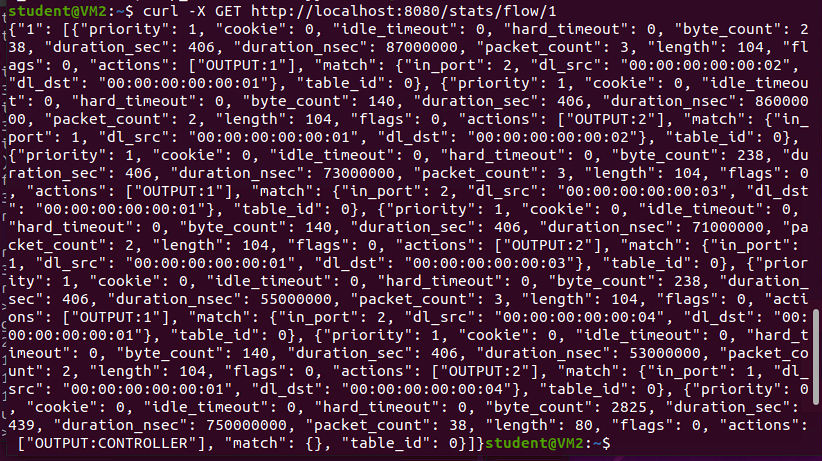 student@VM2:~$ curl -X GET http://localhost:8080/stats/flow/1
{"1": [{"priority": 1, "cookie": 0, "idle_timeout": 0, "hard_timeout": 0, "byte_count": 2
38, "duration_sec": 406, "duration_nsec": 87000000, "packet_count": 3, "length": 104, "fl
ags": 0, "actions": ["OUTPUT:1"], "match": {"in_port": 2, "dl_src": "00:00:00:00:00:02",
"dl_dst": "00:00:00:00:00:01"}, "table_id": 0}, {"priority": 1, "cookie": 0, "idle_timeou
t": 0, "hard_timeout": 0, "byte_count": 140, "duration_sec": 406, "duration_nsec": 860000
00, "packet_count": 2, "length": 104, "flags": 0, "actions": ["OUTPUT:2"], "match": {"in_
port": 1, "dl_src": "00:00:00:00:00:01", "dl_dst": "00:00:00:00:00:02"}, "table_id": 0},
{"priority": 1, "cookie": 0, "idle_timeout": 0, "hard_timeout": 0, "byte_count": 238, "du
ration_sec": 406, "duration_nsec": 73000000, "packet_count": 3, "length": 104, "flags": 0
, "actions": ["OUTPUT:1"], "match": {"in_port": 2, "dl_src": "00:00:00:00:00:03", "dl_dst
": "00:00:00:00:00:01"}, "table_id": 0}, {"priority": 1, "cookie": 0, "idle_timeout": 0,
"hard_timeout": 0, "byte_count": 140, "duration_sec": 406, "duration_nsec": 71000000, "pa
cket_count": 2, "length": 104, "flags": 0, "actions": ["OUTPUT:2"], "match": {"in_port":
1, "dl_src": "00:00:00:00:00:01", "dl_dst": "00:00:00:00:00:03"}, "table_id": 0}, {"prior
ity": 1, "cookie": 0, "idle_timeout": 0, "hard_timeout": 0, "byte_count": 238, "duration_
sec": 406, "duration_nsec": 55000000, "packet_count": 3, "length": 104, "flags": 0, "acti
ons": ["OUTPUT:1"], "match": {"in_port": 2, "dl_src": "00:00:00:00:00:04", "dl_dst": "00:
00:00:00:00:01"}, "table_id": 0}, {"priority": 1, "cookie": 0, "idle_timeout": 0, "hard_t
imeout": 0, "byte_count": 140, "duration_sec": 406, "duration_nsec": 53000000, "packet_co
unt": 2, "length": 104, "flags": 0, "actions": ["OUTPUT:2"], "match": {"in_port": 1, "dl_
src": "00:00:00:00:00:01", "dl_dst": "00:00:00:00:00:04"}, "table_id": 0}, {"priority": 0
, "cookie": 0, "idle_timeout": 0, "hard_timeout": 0, "byte_count": 2825, "duration_sec":
439, "duration_nsec": 750000000, "packet_count": 38, "length": 80, "flags": 0, "actions":
["OUTPUT:CONTROLLER"], "match": {}, "table_id": 0}]}student@VM2:~$